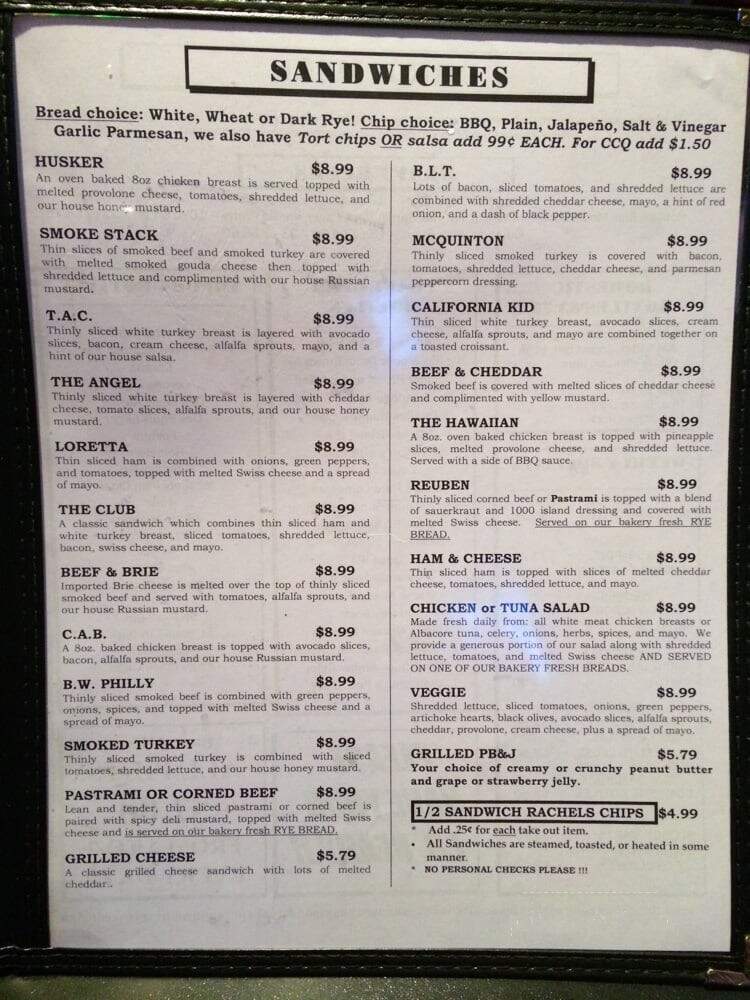 SANDWICHES
Bread choice: White, Wheat or Dark Rye! Chip choice: BBQ, Plain, Jalapeño, Salt & Vinegar
Garlic Parmesan, we also have Tort chips OR salsa add 99¢ EACH. For CCQ add $1.50
HUSKER $8.99
An oven baked 8oz chicken breast is served topped with
melted provolone cheese, tomatoes, shredded lettuce, and
our house honey mustard.
SMOKE STACK $8.99
Thin slices of smoked beef and smoked turkey are covered
with melted smoked gouda cheese then topped with
shredded lettuce and complimented with our house Russian
mustard.
T.A.C. $8.99
Thinly sliced white turkey breast is layered with avocado
slices, bacon, cream cheese, alfalfa sprouts, mayo, and a
hint of our house salsa.
THE ANGEL $8.99
Thinly sliced white turkey breast is layered with cheddar
cheese, tomato slices, alfalfa sprouts, and our house honey
mustard.
LORETTA $8.99
Thin sliced ham is combined with onions, green peppers,
and tomatoes, topped with melted Swiss cheese and a spread
of mayo.
THE CLUB $8.99
A classic sandwich which combines thin sliced ham and
white turkey breast, sliced tomatoes, shredded lettuce,
bacon, swiss cheese, and mayo.
BEEF & BRIE $8.99
Imported Brie cheese is melted over the top of thinly sliced
smoked beef and served with tomatoes, alfalfa sprouts, and
our house Russian mustard.
C.A.B. $8.99
A 8oz. baked chicken breast is topped with avocado slices,
bacon, alfalfa sprouts, and our house Russian mustard.
B.W. PHILLY $8.99
Thinly sliced smoked beef is combined with green peppers,
onions, spices, and topped with melted Swiss cheese and a
spread of mayo.
SMOKED TURKEY $8.99
Thinly sliced smoked turkey is combined with sliced
tomatoes, shredded lettuce, and our house honey mustard.
PASTRAMI OR CORNED BEEF $8.99
Lean and tender, thin sliced pastrami or corned beef is
paired with spicy deli mustard, topped with melted Swiss
cheese and is served on our bakery fresh RYE BREAD.
GRILLED CHEESE $5.79
A classic grilled cheese sandwich with lots of melted
cheddar..
B.L.T. $8.99
Lots of bacon, sliced tomatoes, and shredded lettuce are
combined with shredded cheddar cheese, mayo, a hint of red
onion, and a dash of black pepper.
MCQUINTON $8.99
Thinly sliced smoked turkey is covered with bacon,
tomatoes, shredded lettuce, cheddar cheese, and parmesan
peppercorn dressing.
CALIFORNIA KID $8.99
Thin sliced white turkey breast, avocado slices, cream
cheese, alfalfa sprouts, and mayo are combined together on
a toasted croissant.
BEEF & CHEDDAR $8.99
Smoked beef is covered with melted slices of cheddar cheese
and complimented with yellow mustard.
THE HAWAIIAN $8.99
A 8oz. oven baked chicken breast is topped with pineapple
slices, melted provolone cheese, and shredded lettuce.
Served with a side of BBQ sauce.
REUBEN $8.99
Thinly sliced corned beef or Pastrami is topped with a blend
of sauerkraut and 1000 island dressing and covered with
melted Swiss cheese. Served on our bakery fresh RYE
BREAD.
HAM & CHEESE $8.99
Thin sliced ham is topped with slices of melted cheddar
cheese, tomatoes, shredded lettuce, and mayo.
CHICKEN or TUNA SALAD $8.99
Made fresh daily from: all white meat chicken breasts or
Albacore tuna, celery, onions, herbs, spices, and mayo. We
provide a generous portion of our salad along with shredded
lettuce, tomatoes, and melted Swiss cheese AND SERVED
ON ONE OF OUR BAKERY FRESH BREADS.
VEGGIE $8.99
Shredded lettuce, sliced tomatoes, onions, green peppers,
artichoke hearts, black olives, avocado slices, alfalfa sprouts,
cheddar, provolone, cream cheese, plus a spread of mayo.
GRILLED PB&J $5.79
Your choice of creamy or crunchy peanut butter
and grape or strawberry jelly.
1/2 SANDWICH RACHELS CHIPS $4.99
* Add .25¢ for each take out item.
• All Sandwiches are steamed, toasted, or heated in some
manner.
* NO PERSONAL CHECKS PLEASE !!!